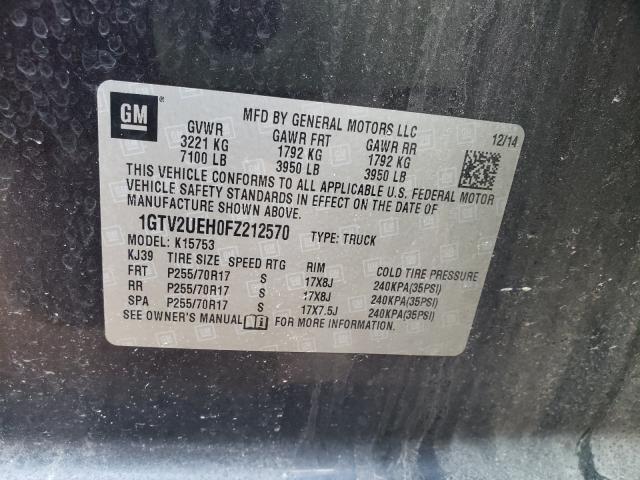 GM ®
MFD BY GENERAL MOTORS LLC
12/14
GVWR GAWR FRT GAWR RR
3221 KG 1792 KG 1792 KG
7100 LB 3950 LB 3950 LB
THIS VEHICLE CONFORMS TO ALL APPLICABLE U.S. FEDERAL MOTOR
VEHICLE SAFETY STANDARDS IN EFFECT ON THE DATE OF
MANUFACTURE SHOWN ABOVE.
1GTV2UEH0FZ212570 TYPE: TRUCK
MODEL: K15753
KJ39 TIRE SIZE SPEED RTG RIM COLD TIRE PRESSURE
FRT P255/70R17 S 17X8J 240KPA(35PSI)
RR P255/70R17 S 17X8J 240KPA(35PSI)
SPA P255/70R17 S 17X7.5J 240KPA(35PSI)
SEE OWNER'S MANUAL i FOR MORE INFORMATION.